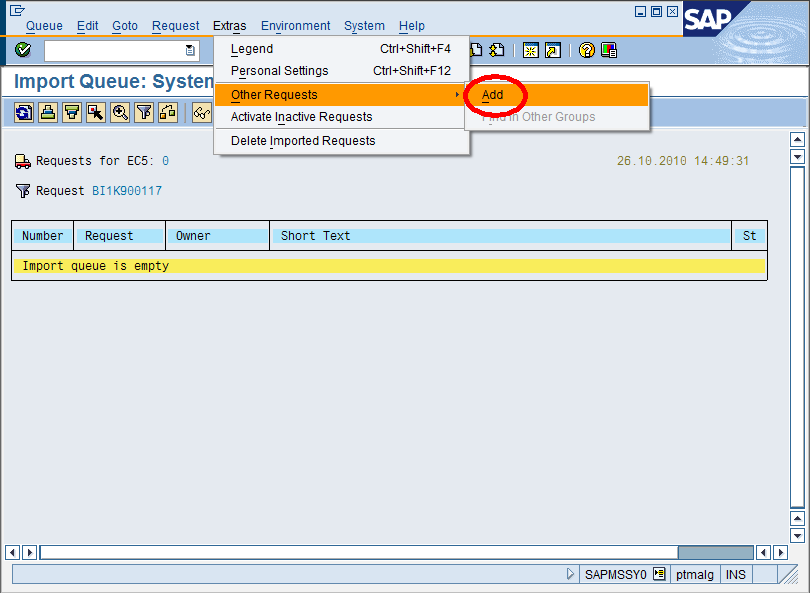 Queue Edit Goto Request Extras Environment System Help
SAP
Legend Ctrl+Shift+F4
Personal Settings Ctrl+Shift+F12
Other Requests
Add
Activate Inactive Requests
Find in Other Groups
Delete Imported Requests
Import Queue: System
Requests for EC5: 0
26.10.2010 14:49:31
Request BI1K900117
Number Request Owner Short Text St
Import queue is empty
SAPMSSY0 ptmalg INS